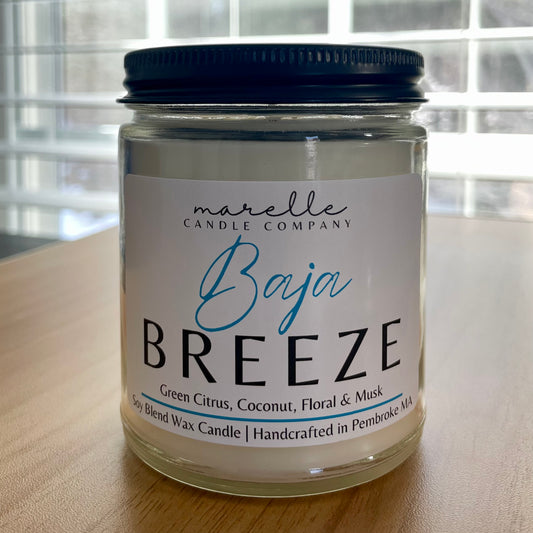 marelle
CANDLE COMPANY
Baja
BREEZE
Green Citrus, Coconut, Floral & Musk
Soy Blend Wax Candle | Handcrafted in Pembroke MA